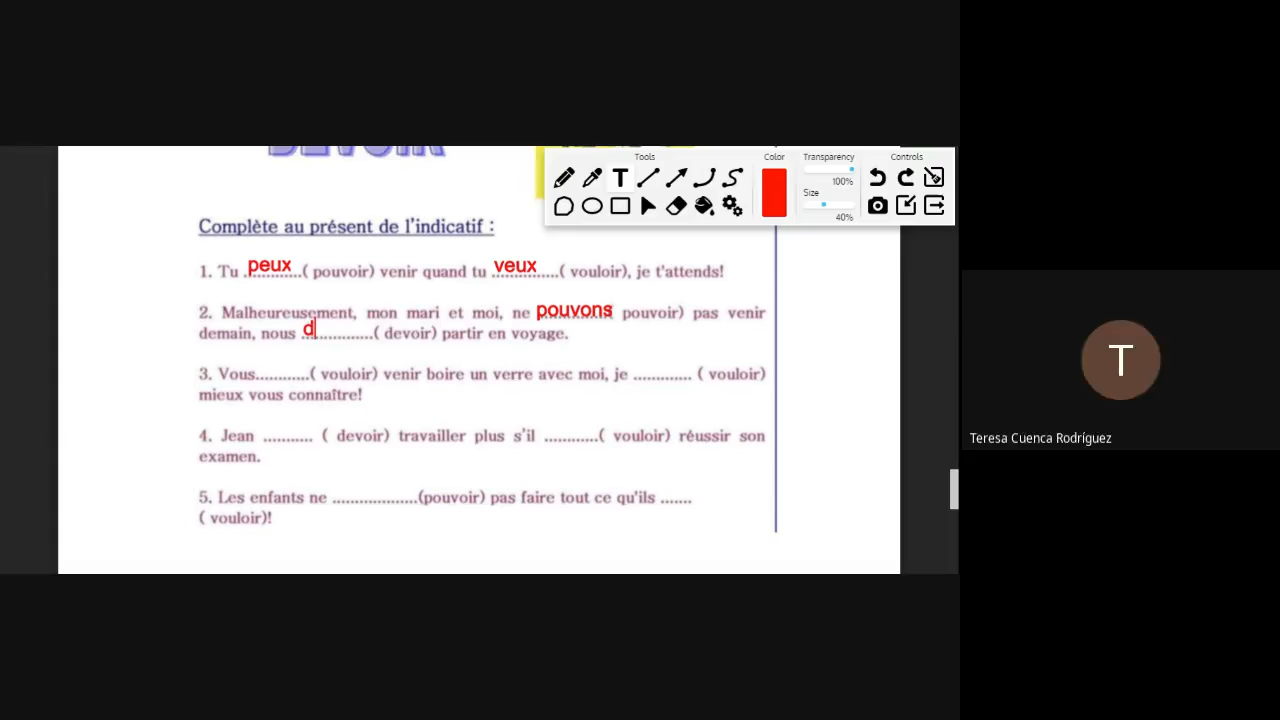 DEVOIR
Tools
Color
Transparency
Controls
100%
Size
40%
Complète au présent de l'indicatif :
1. Tu .peux..........( pouvoir) venir quand tu veux............( vouloir), je t'attends!
2. Malheureusement, mon mari et moi, ne pouvons pouvoir) pas venir
demain, nous d...............( devoir) partir en voyage.
3. Vous............( vouloir) venir boire un verre avec moi, je ............. ( vouloir)
mieux vous connaître!
4. Jean ........... ( devoir) travailler plus s'il ............( vouloir) réussir son
examen.
5. Les enfants ne ...................(pouvoir) pas faire tout ce qu'ils .......
( vouloir)!
T
Teresa Cuenca Rodríguez